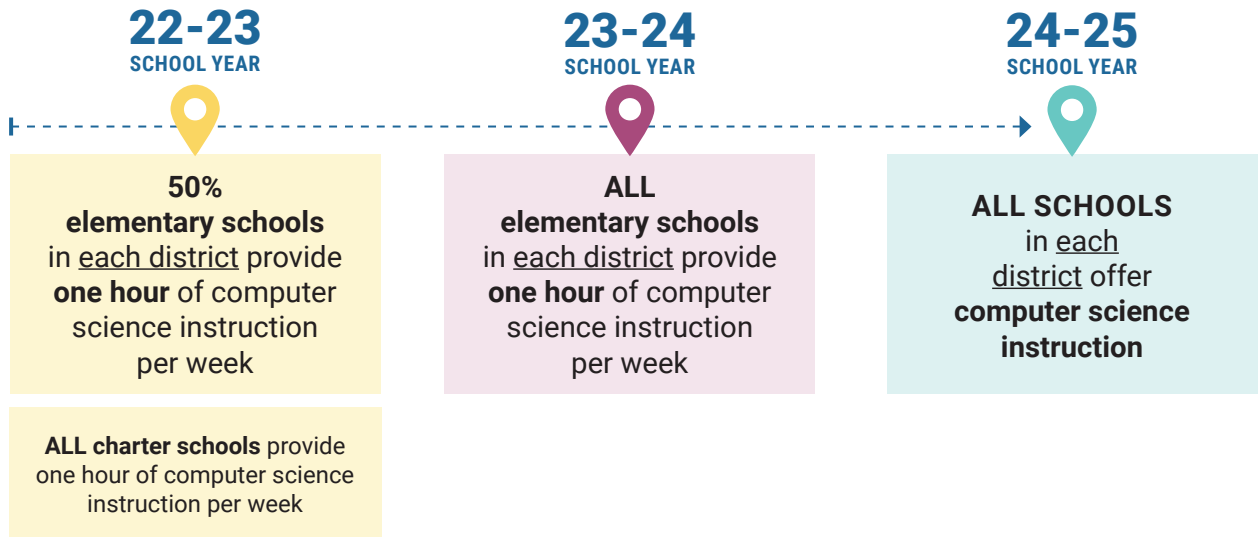 22-23
SCHOOL YEAR
50%
elementary schools
in each district provide
one hour of computer
science instruction
per week
ALL charter schools provide
one hour of computer science
instruction per week
23-24
SCHOOL YEAR
ALL
elementary schools
in each district provide
one hour of computer
science instruction
per week
24-25
SCHOOL YEAR
ALL SCHOOLS
in each
district offer
computer science
instruction